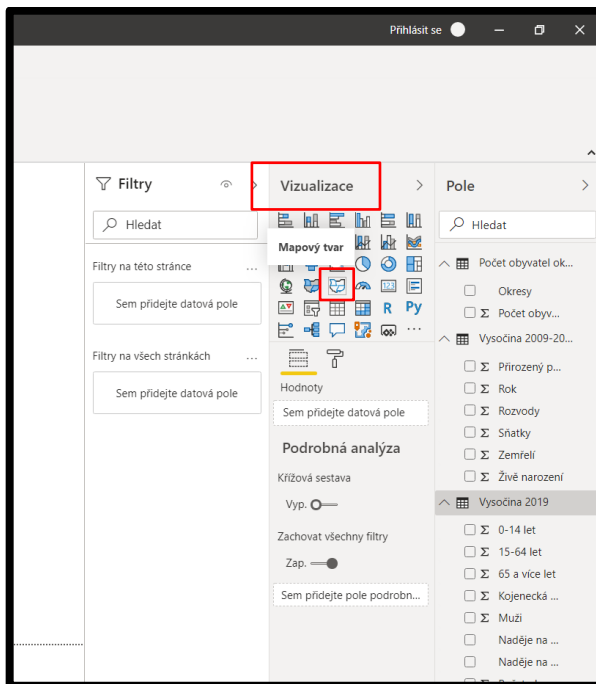 Přihlásit se
Filtry
Hledat
Filtry na této stránce
...
Sem přidejte datová pole
Filtry na všech stránkách
...
Sem přidejte datová pole
Vizualizace
Mapový tvar
123
R Py
...
Hodnoty
Sem přidejte datová pole
Podrobná analýza
Křížová sestava
Vyp.
Zachovat všechny filtry
Zap.
Sem přidejte pole podrobn...
Pole
Hledat
Počet obyvatel ok...
Okresy
Σ Počet obyv...
Vysočina 2009-20...
Σ Přirozený p...
Σ Rok
Σ Rozvody
Σ Sňatky
Σ Zemřelí
Σ Živě narození
Vysočina 2019
Σ 0-14 let
Σ 15-64 let
Σ 65 a více let
Σ Kojenecká ...
Σ Muži
Naděje na ...
Naděje na ...